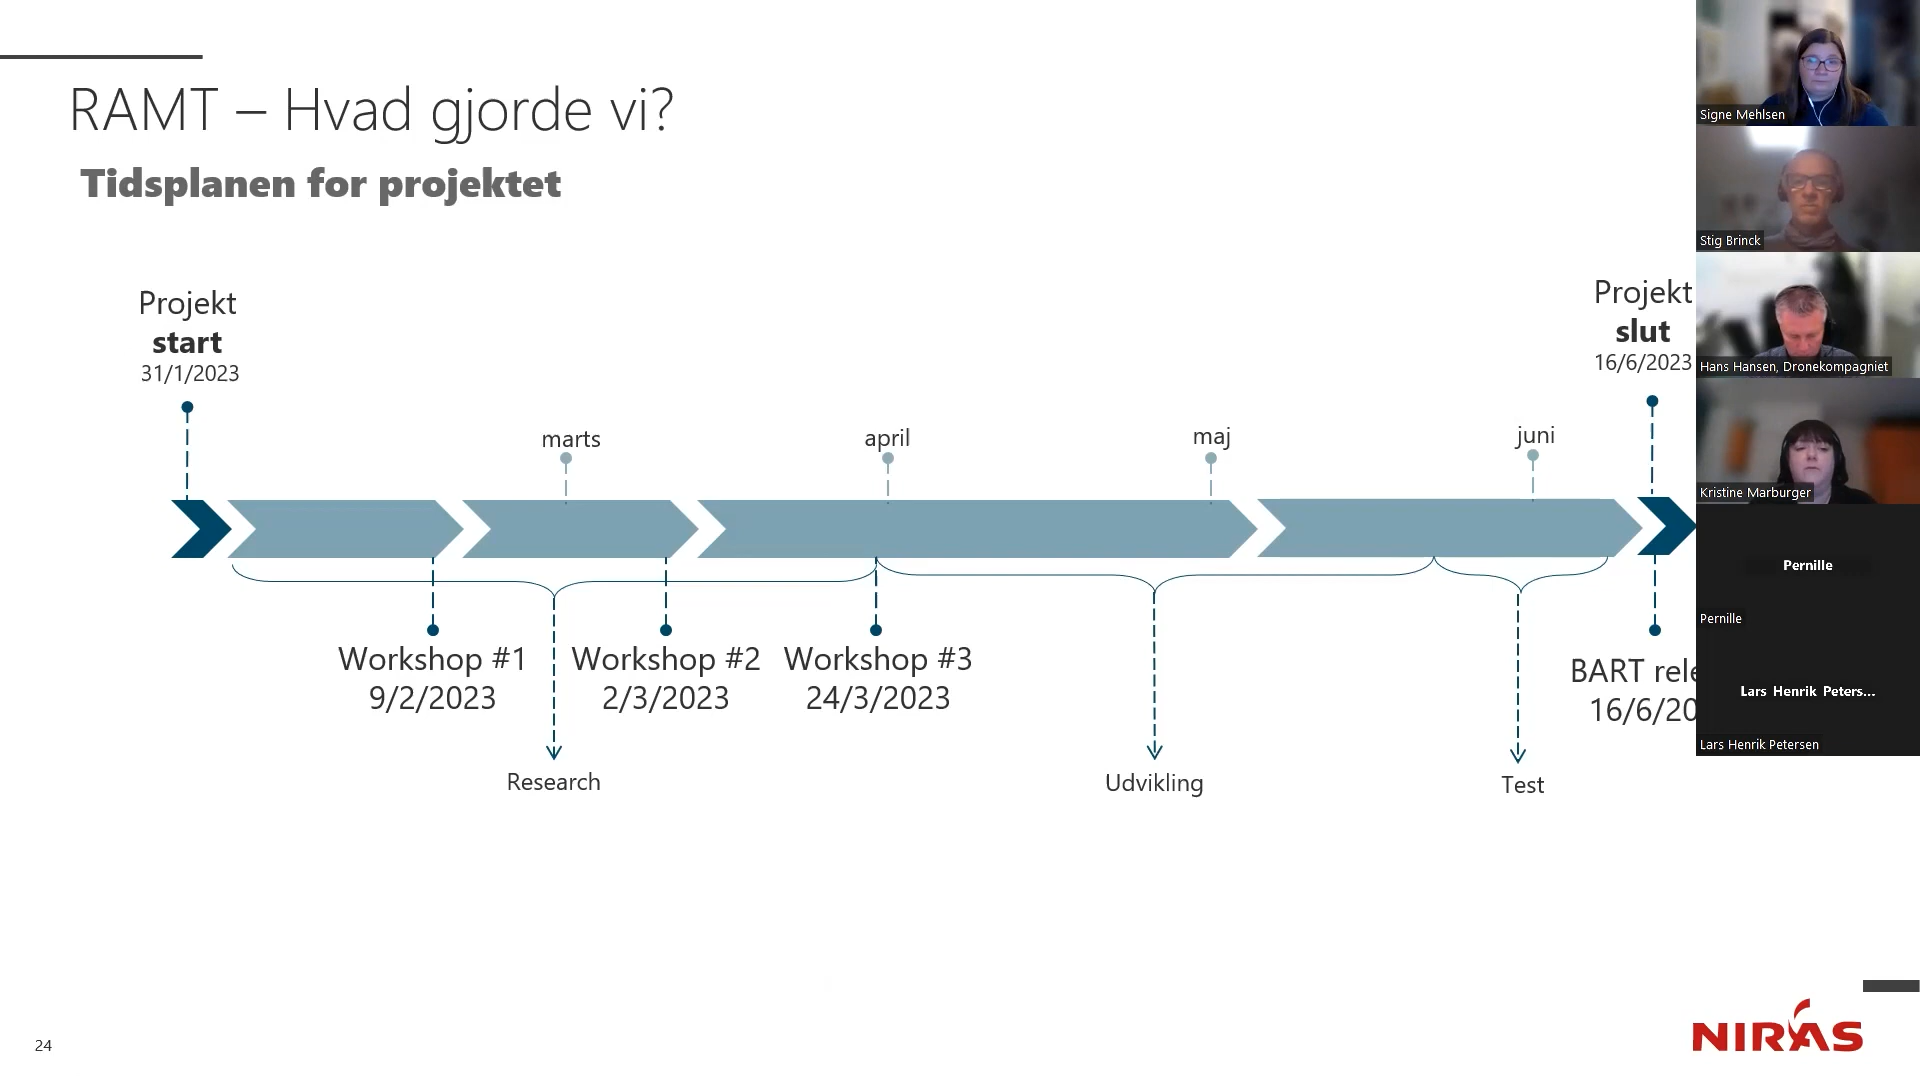 RAMT – Hvad gjorde vi?
Tidsplanen for projektet
Projekt
start
31/1/2023
Projekt
slut
16/6/2023
marts
april
maj
juni
Workshop #1
9/2/2023
Workshop #2
2/3/2023
Workshop #3
24/3/2023
BART
16/6/20
Research
Udvikling
Test
24
NIRAS
Signe Mehlsen
Stig Brinck
Hans Hansen, Dronekompagniet
Kristine Marburger
Pernille
Pernille
Lars Henrik Peters...
Lars Henrik Petersen